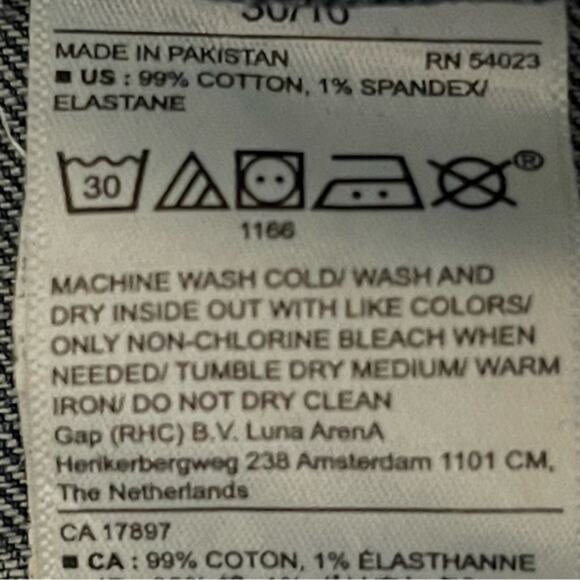 30/10
MADE IN PAKISTAN RN 54023
■ US : 99% COTTON, 1% SPANDEX/
ELASTANE
30
®
1166
MACHINE WASH COLD/ WASH AND
DRY INSIDE OUT WITH LIKE COLORS/
ONLY NON-CHLORINE BLEACH WHEN
NEEDED/ TUMBLE DRY MEDIUM/ WARM
IRON/ DO NOT DRY CLEAN
Gap (RHC) B.V. Luna ArenA
Herikerbergweg 238 Amsterdam 1101 CM,
The Netherlands
CA 17897
■ CA : 99% COTON, 1% ÉLASTHANNE